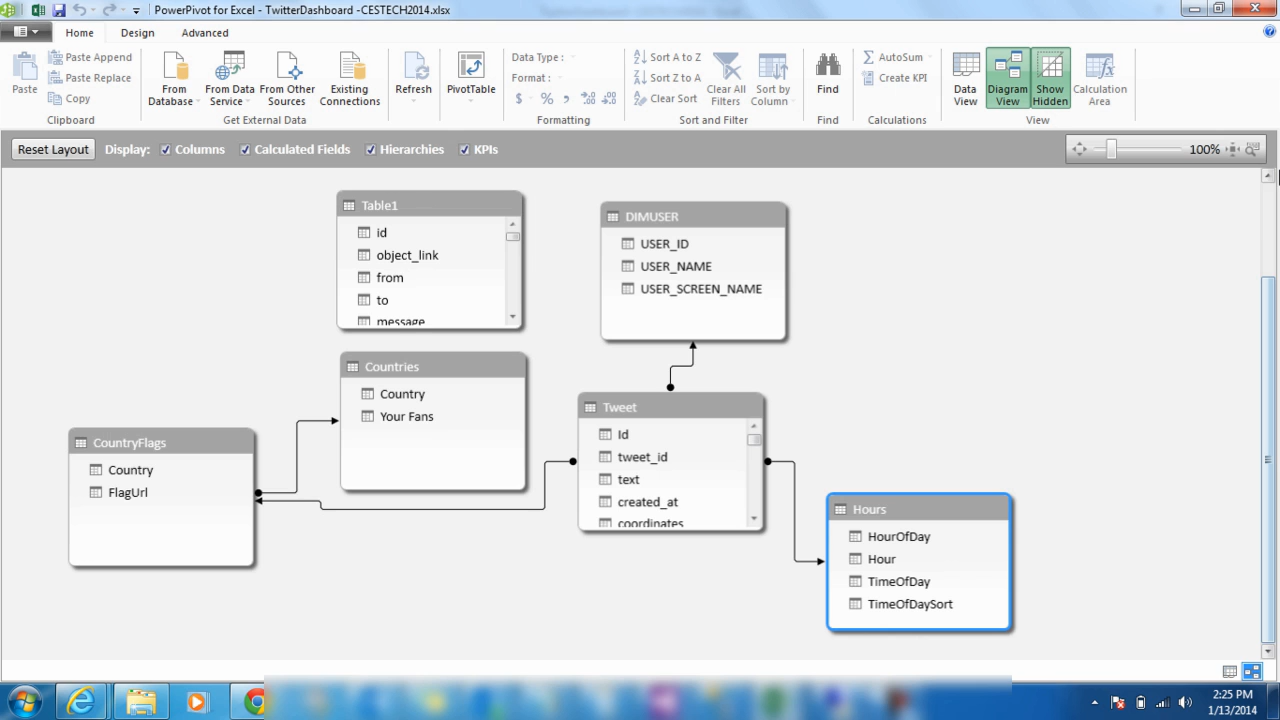 PowerPivot for Excel - TwitterDashboard -CESTECH2014.xlsx
Home Design Advanced
Paste
Paste Append
Paste Replace
Copy
Clipboard
From Database
From Data Service
From Other Sources
Existing Connections
Get External Data
Refresh
PivotTable
Data Type :
Format :
$ % ,
Formatting
Sort A to Z
Sort Z to A
Clear Sort
Clear All Filters
Sort by Column
Sort and Filter
Find
Find
AutoSum
Create KPI
Calculations
Data View
Diagram View
Show Hidden
Calculation Area
View
Reset Layout Display: Columns Calculated Fields Hierarchies KPIs 100%
Table1
id
object_link
from
to
message
DIMUSER
USER_ID
USER_NAME
USER_SCREEN_NAME
Countries
Country
Your Fans
Tweet
Id
tweet_id
text
created_at
coordinates
CountryFlags
Country
FlagUrl
Hours
HourOfDay
Hour
TimeOfDay
TimeOfDaySort
2:25 PM
1/13/2014